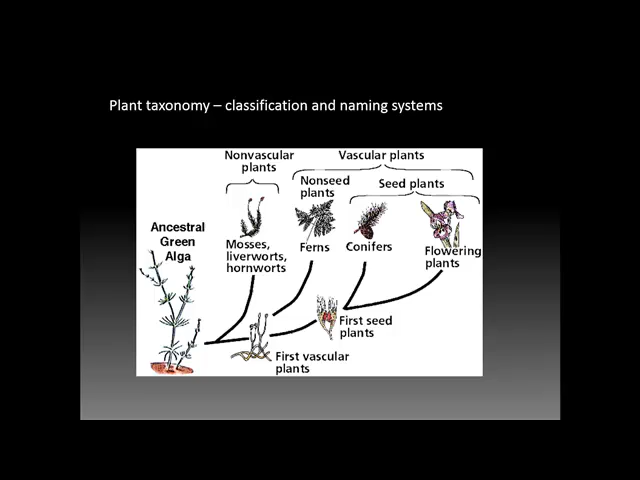 Plant taxonomy – classification and naming systems
Nonvascular
plants
Vascular plants
Nonseed
plants
Seed plants
Ancestral
Green
Alga
Mosses,
liverworts,
hornworts
Ferns
Conifers
Flowering
plants
First seed
plants
First vascular
plants